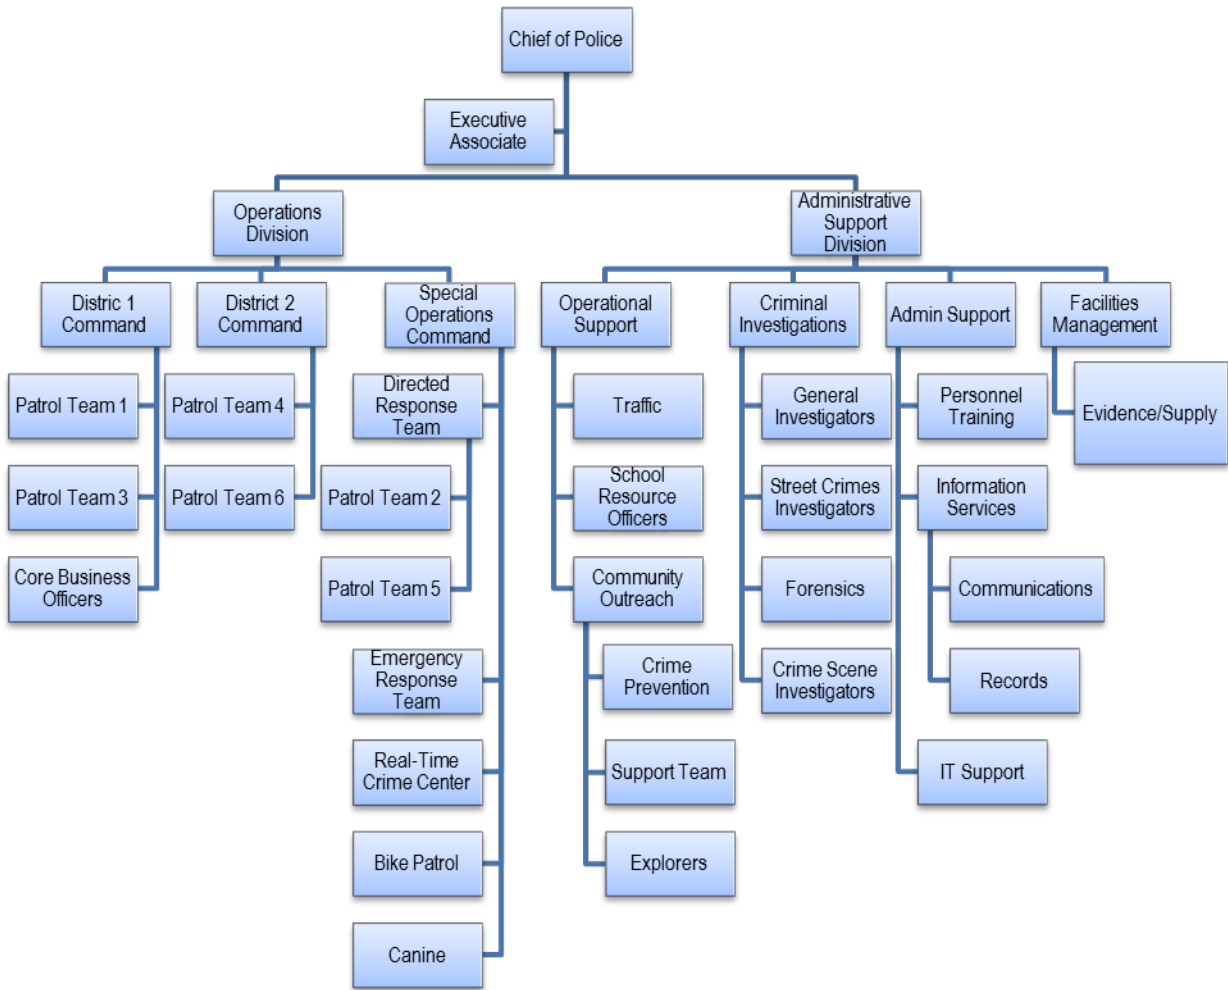 Chief of Police
Executive
Associate
Operations
Division
Administrative
Support
Division
Distric 1
Command
District 2
Command
Special
Operations
Command
Operational
Support
Criminal
Investigations
Admin Support
Facilities
Management
Patrol Team 1
Patrol Team 3
Core Business
Officers
Patrol Team 4
Patrol Team 6
Directed
Response
Team
Patrol Team 2
Patrol Team 5
Emergency
Response
Team
Real-Time
Crime Center
Bike Patrol
Canine
Traffic
School
Resource
Officers
Community
Outreach
Crime
Prevention
Support Team
Explorers
General
Investigators
Street Crimes
Investigators
Forensics
Crime Scene
Investigators
Personnel
Training
Information
Services
Communications
Records
IT Support
Evidence/Supply